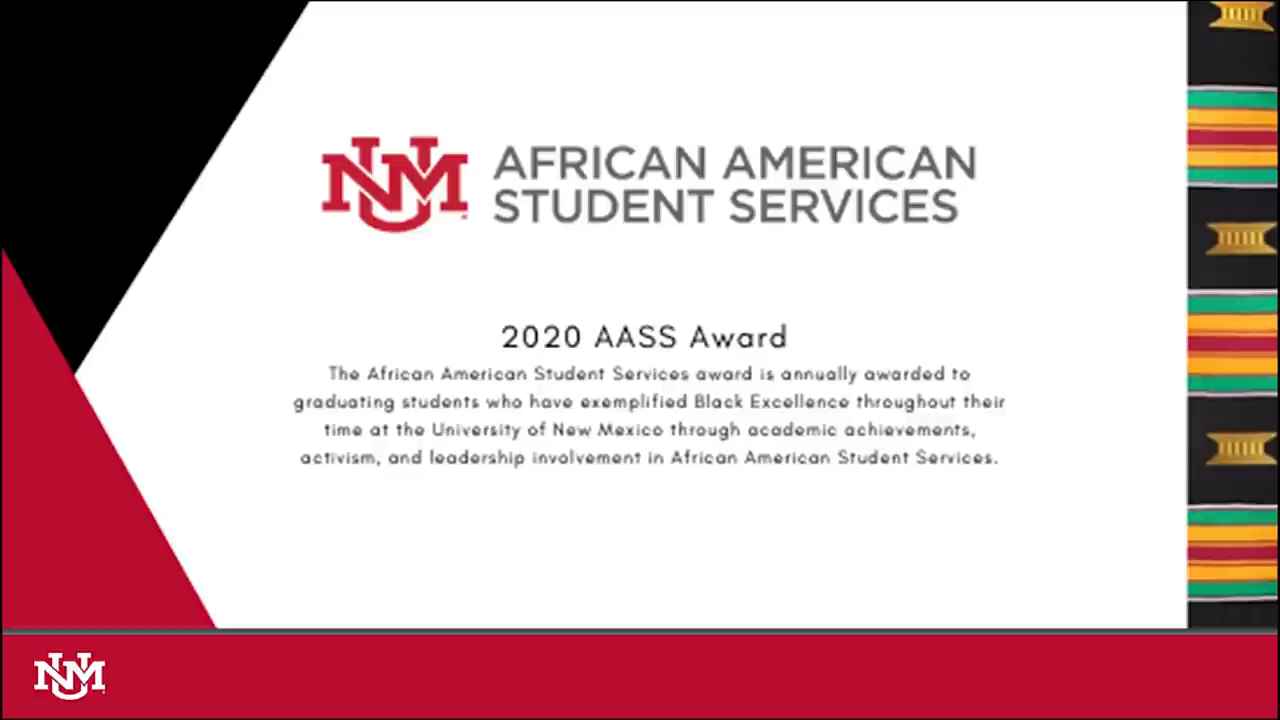 UNM AFRICAN AMERICAN
STUDENT SERVICES
2020 AASS Award
The African American Student Services award is annually awarded to
graduating students who have exemplified Black Excellence throughout their
time at the University of New Mexico through academic achievements,
activism, and leadership involvement in African American Student Services.
UNM